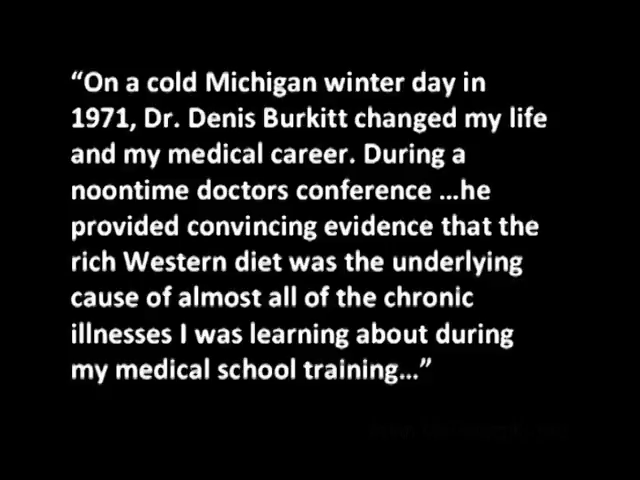 “On a cold Michigan winter day in
1971, Dr. Denis Burkitt changed my life
and my medical career. During a
noontime doctors conference …he
provided convincing evidence that the
rich Western diet was the underlying
cause of almost all of the chronic
illnesses I was learning about during
my medical school training…”